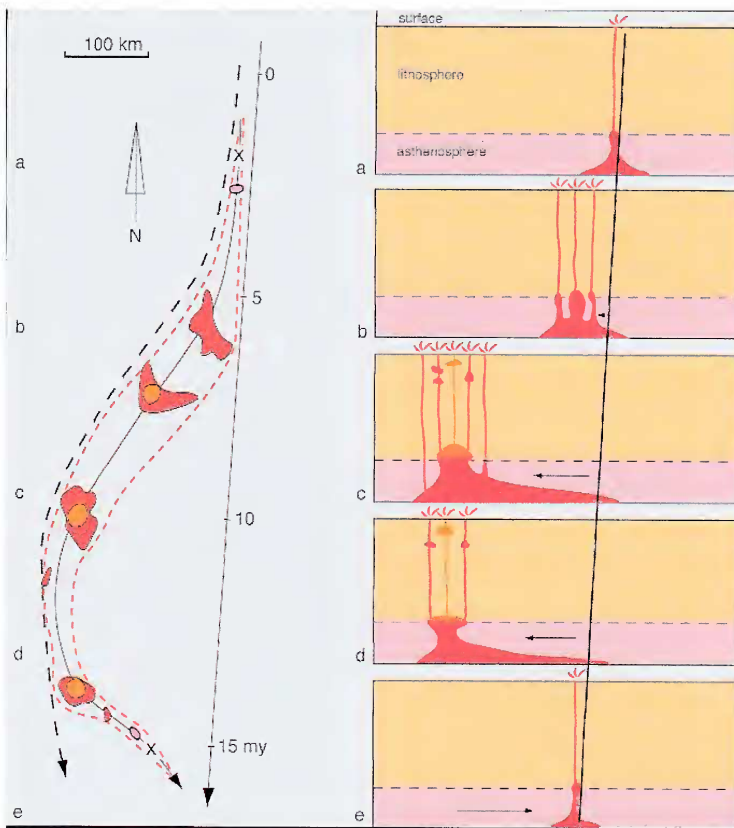 100 km
0
a
N
5
b
c
10
d
15 my
e
x
x
surface
lithosphere
asthenosphere
a
b
c
d
e